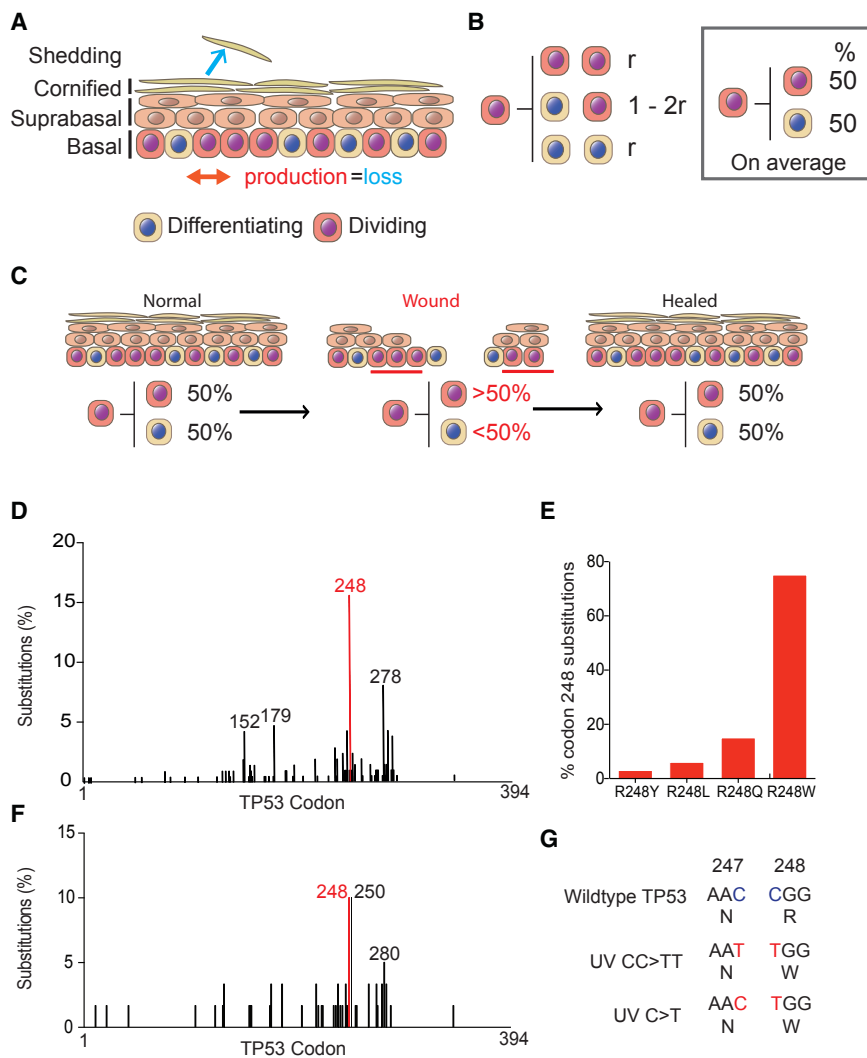 A
Shedding
Cornified
Suprabasal
Basal
production=loss
Differentiating Dividing
B
r
1 - 2r
r
%
50
50
On average
C
Normal Wound Healed
50% >50% 50%
50% <50% 50%
D
20
15
10
5
0
Substitutions (%)
248
278
152 179
1 394
TP53 Codon
E
80
60
40
20
0
% codon 248 substitutions
R248Y R248L R248Q R248W
F
15
10
5
0
Substitutions (%)
248 250
280
1 394
TP53 Codon
G
247 248
Wildtype TP53 AAC CGG
N R
UV CC>TT AAT TGG
N W
UV C>T AAC TGG
N W